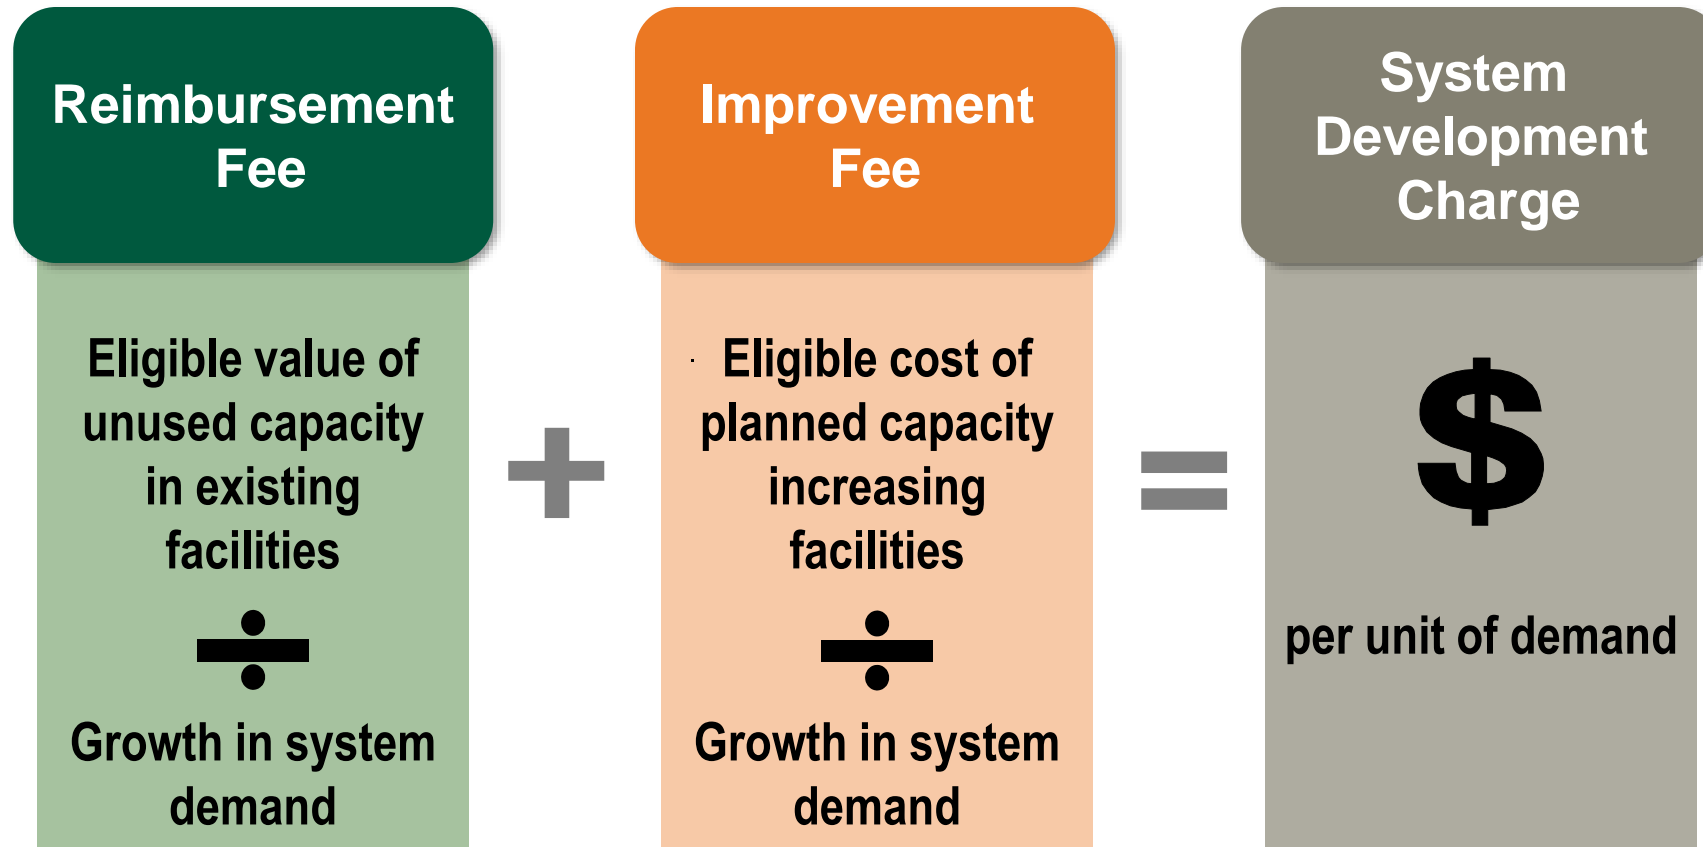 Reimbursement
Fee
Eligible value of
unused capacity
in existing
facilities
÷
Growth in system
demand
+
Improvement
Fee
Eligible cost of
planned capacity
increasing
facilities
÷
Growth in system
demand
=
System
Development
Charge
$
per unit of demand